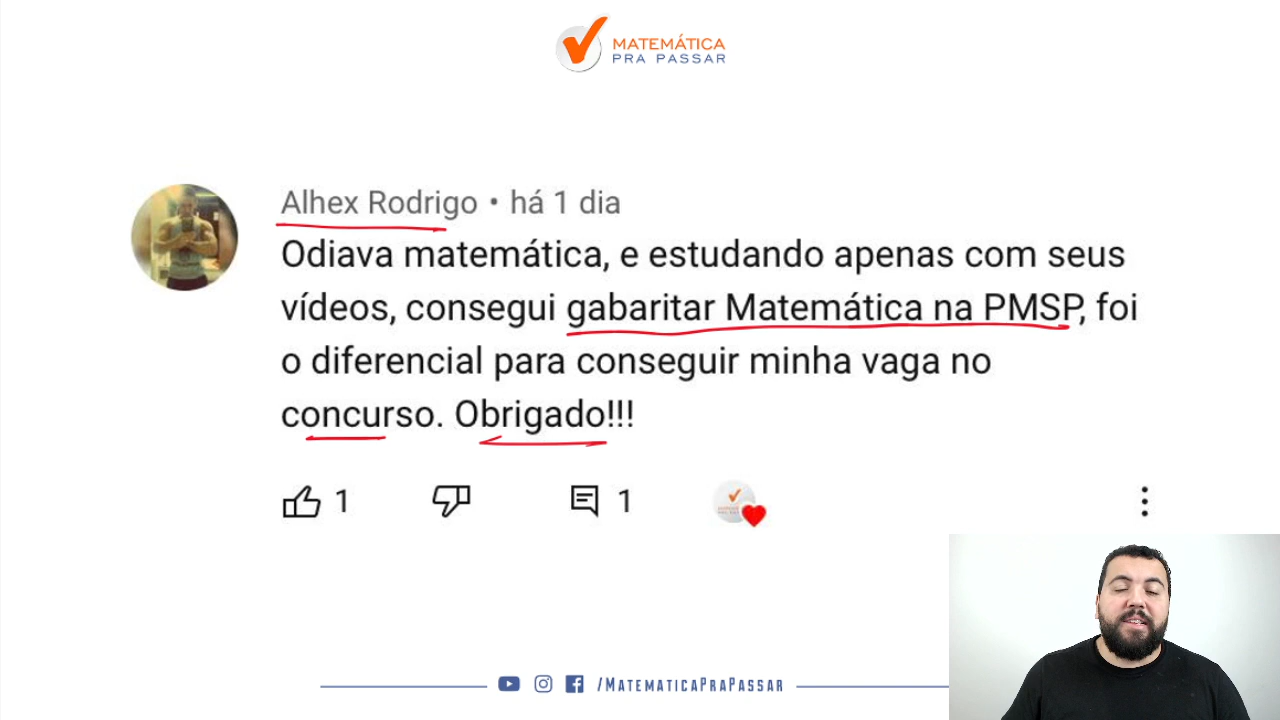 MATEMÁTICA
PRA PASSAR
Alhex Rodrigo • há 1 dia
Odiava matemática, e estudando apenas com seus
vídeos, consegui gabaritar Matemática na PMSP, foi
o diferencial para conseguir minha vaga no
concurso. Obrigado!!!
1
1
/MATEMATICAPRAPASSAR